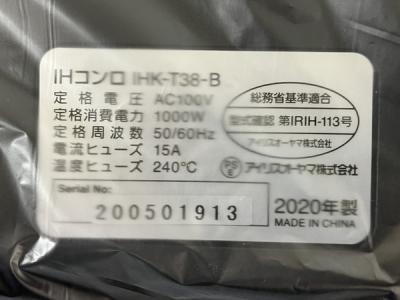 IHコンロ IHK-T38-B
定格電圧 AC100V
定格消費電力 1000W
定格周波数 50/60Hz
電流ヒューズ 15A
温度ヒューズ 240℃
総務省基準適合
型式確認 第IRIH-113号
アイリスオーヤマ株式会社
PS
E
アイリスオーヤマ株式会社
Serial No:
200501913
2020年製
MADE IN CHINA